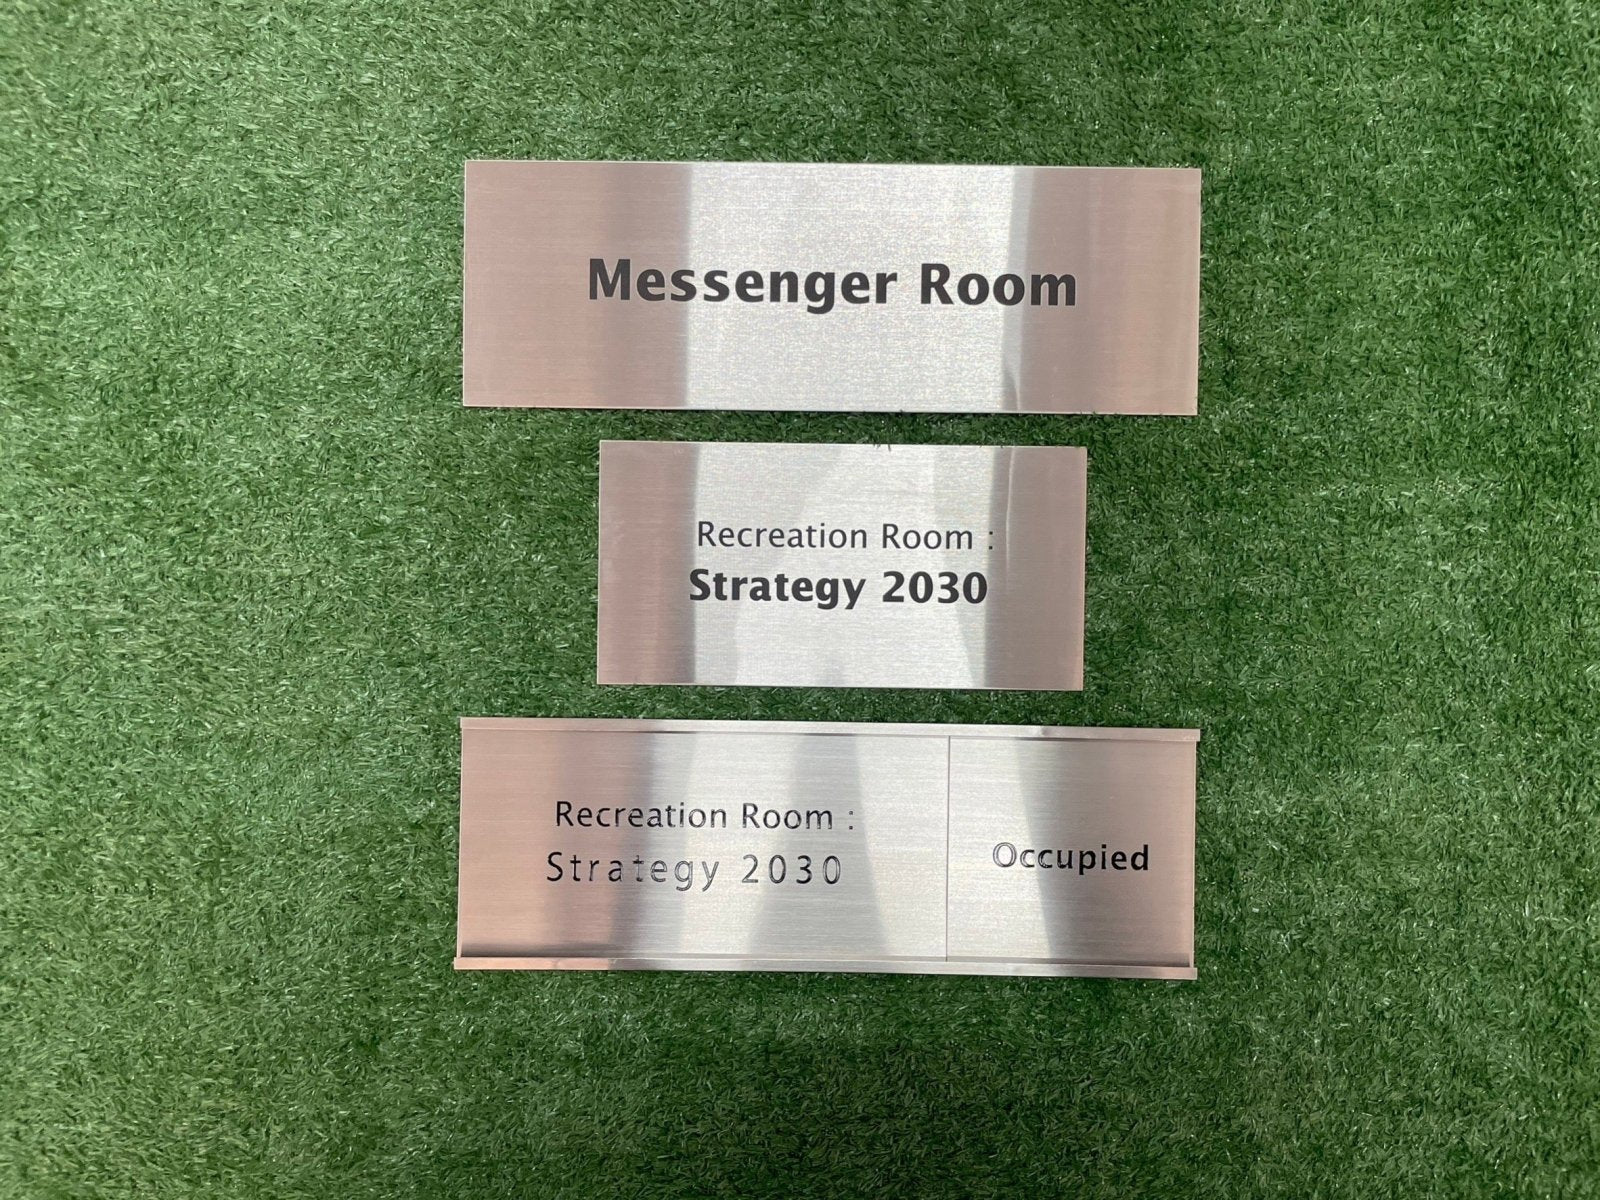 Messenger Room
Recreation Room :
Strategy 2030
Recreation Room :
Strategy 2030
Occupied